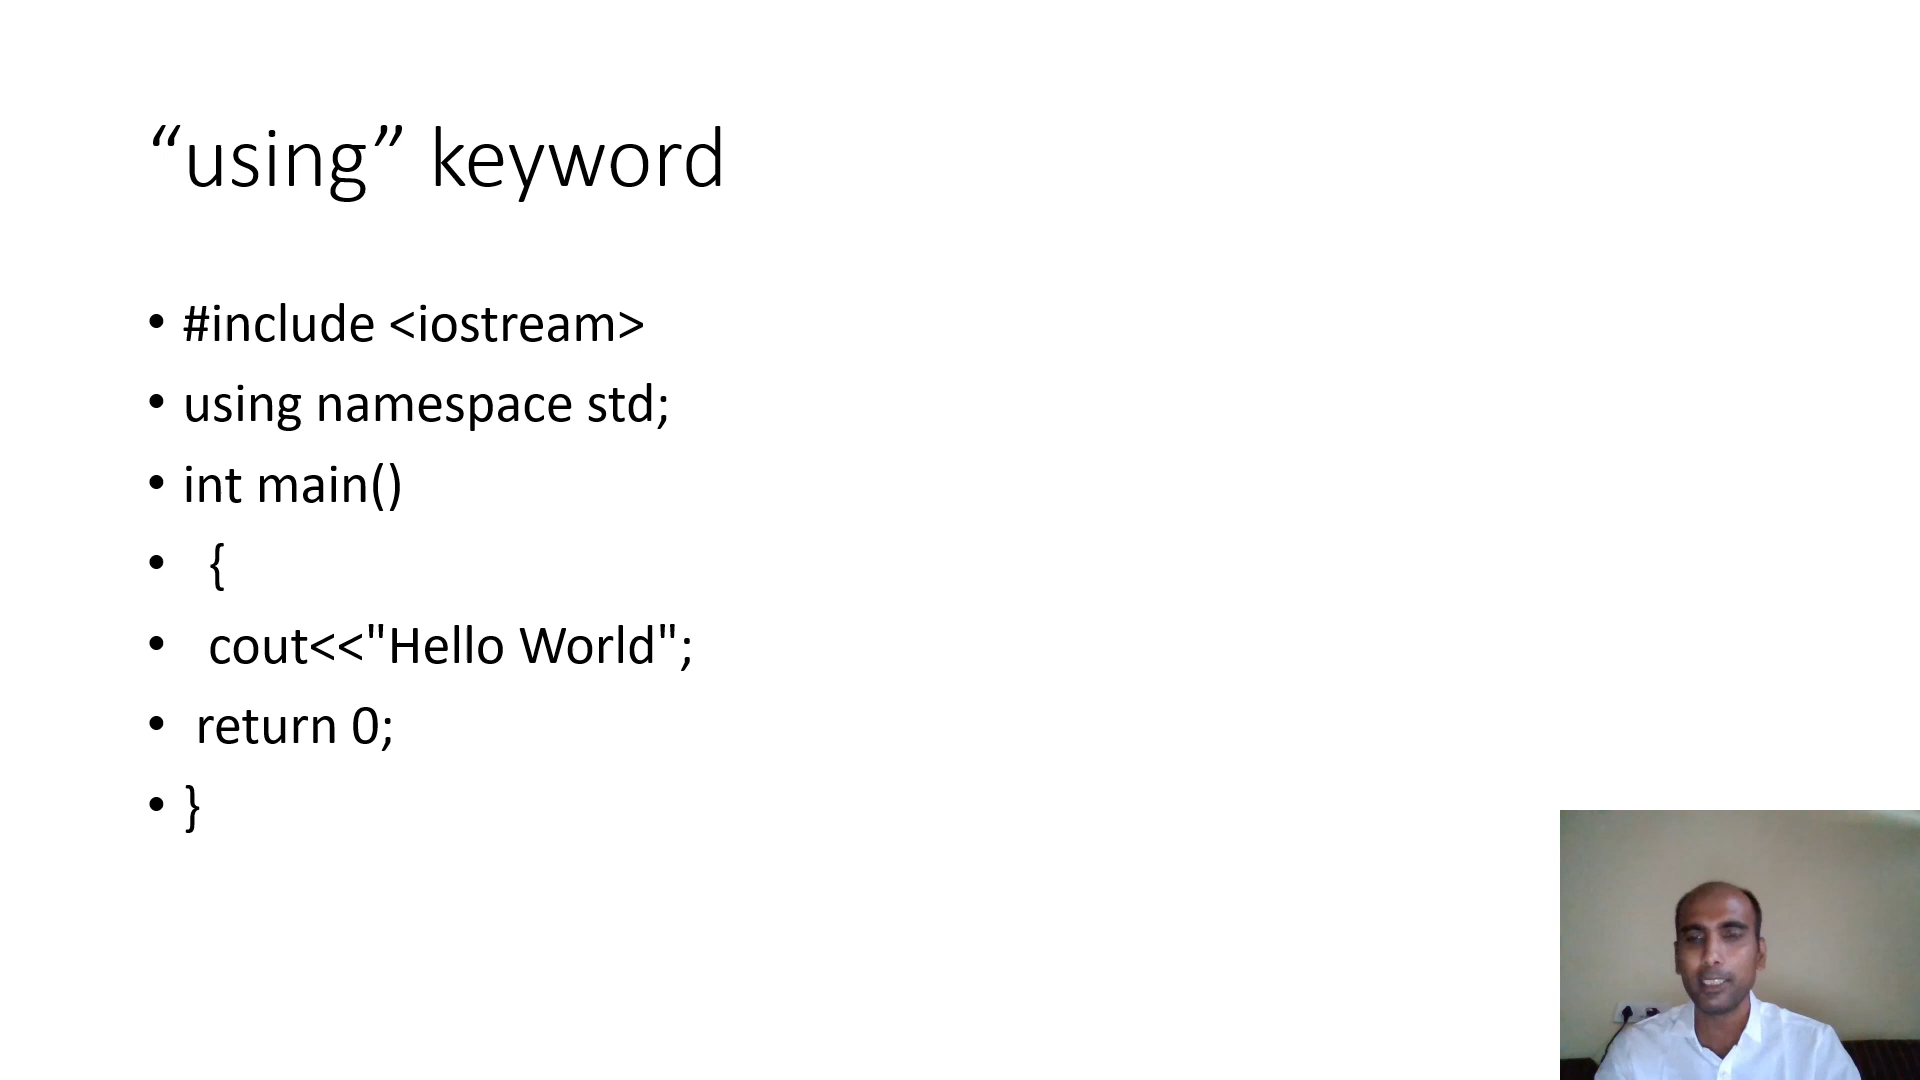 “using” keyword
• #include <iostream>
• using namespace std;
• int main()
• {
• cout<<"Hello World";
• return 0;
• }